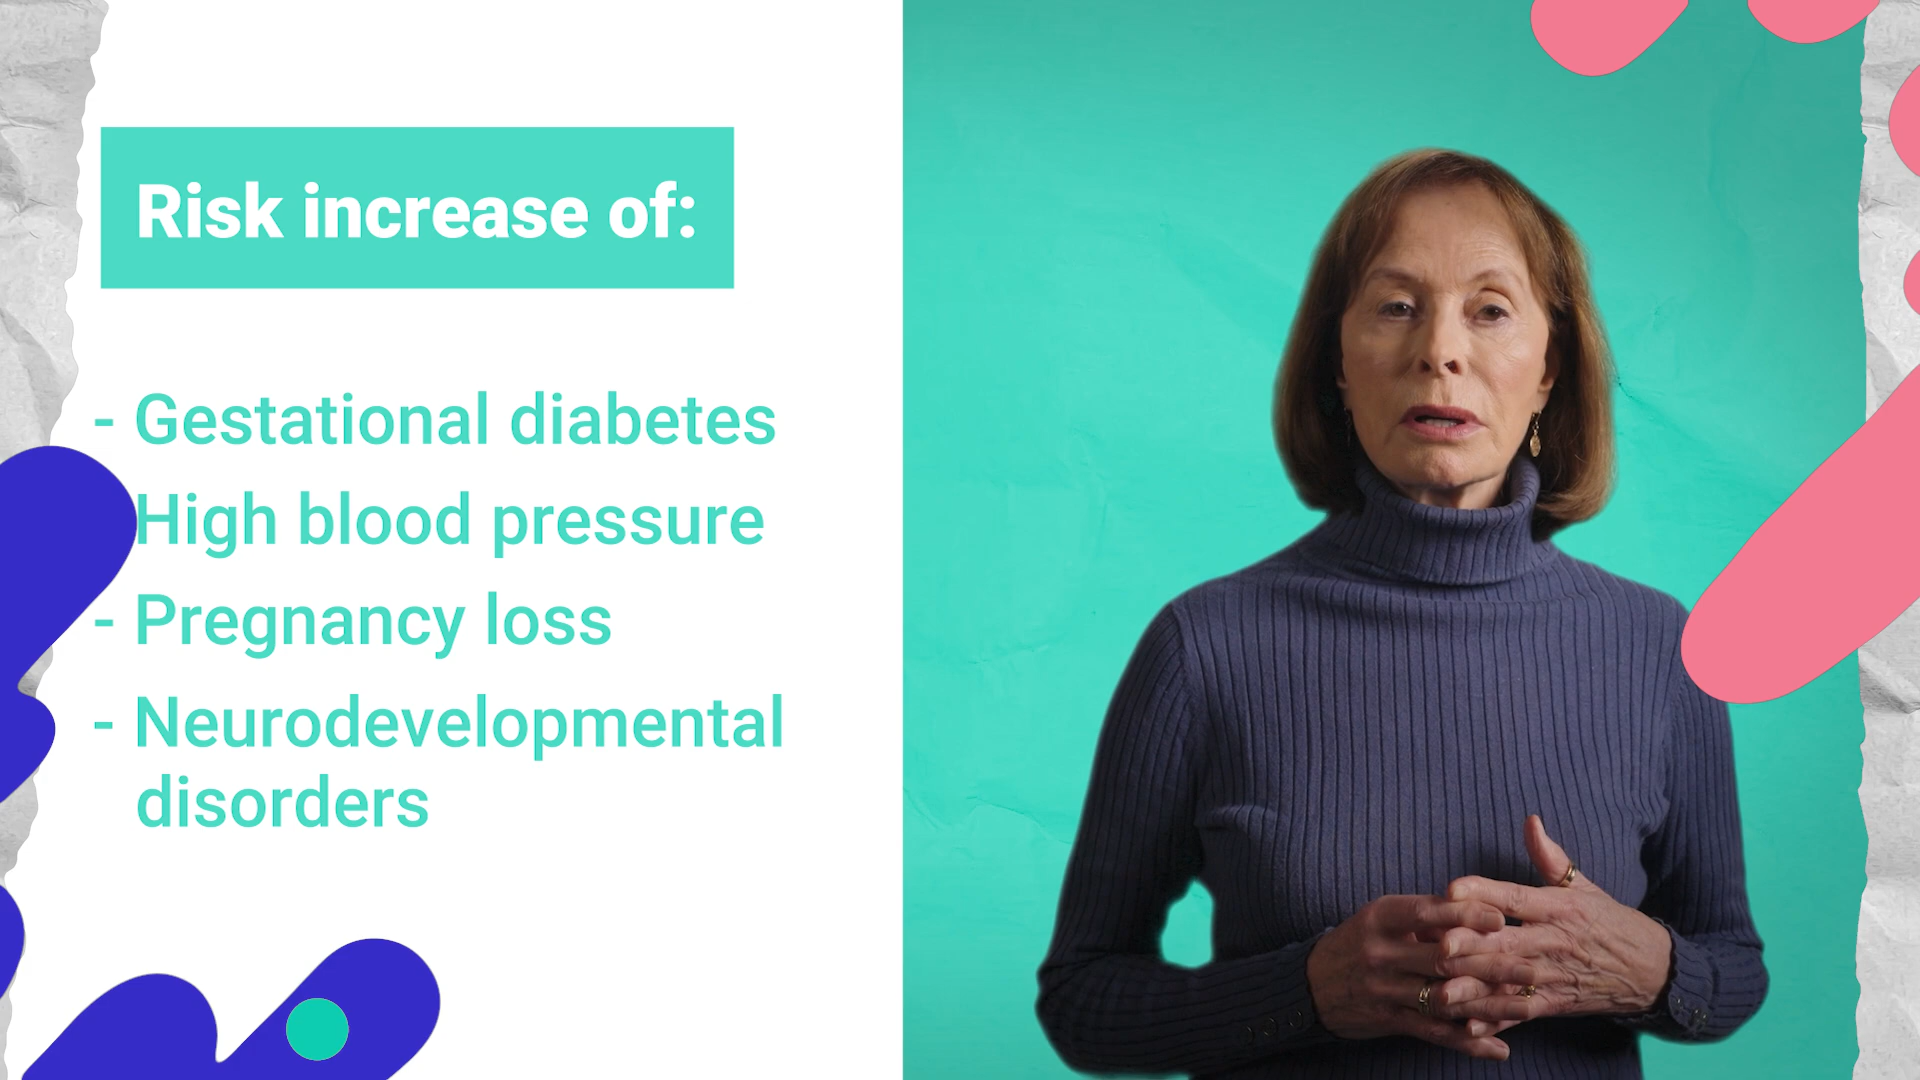 Risk increase of:
- Gestational diabetes
High blood pressure
- Pregnancy loss
- Neurodevelopmental
disorders